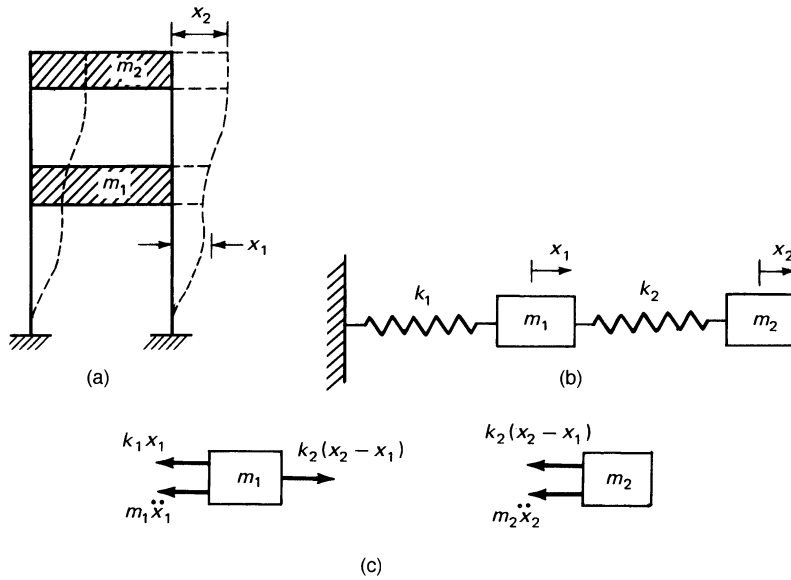 x₂
m₂
m₁
x₁
(a)
x₁
x₂
k₁
k₂
m₁
m₂
(b)
k₁x₁
k₂(x₂ − x₁)
m₁
m₁ẍ₁
k₂(x₂ − x₁)
m₂
m₂ẍ₂
(c)